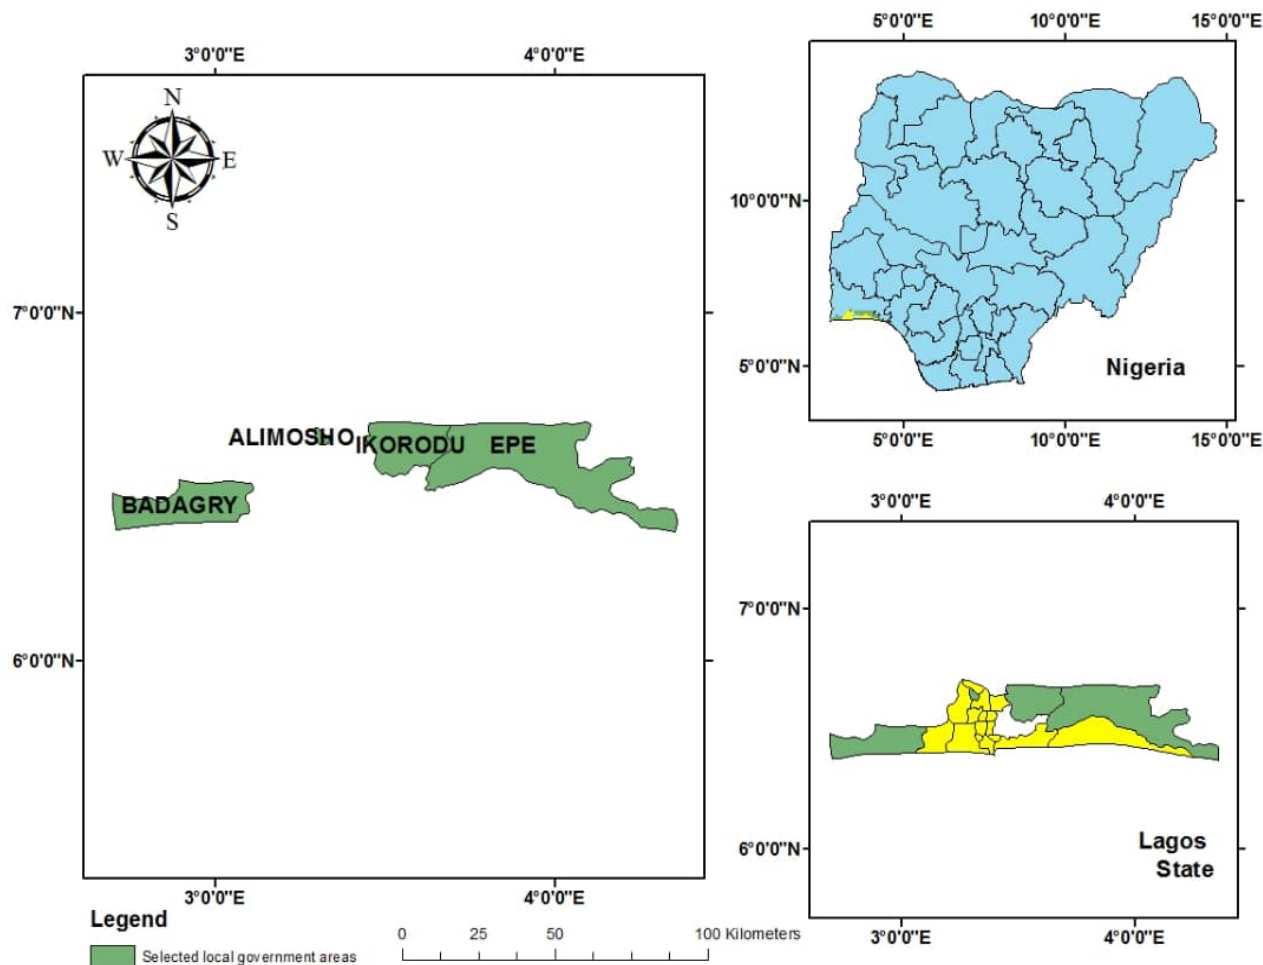 3°0'0"E
4°0'0"E
N
W
E
S
7°0'0"N
6°0'0"N
ALIMOSHO
IKORODU
EPE
BADAGRY
3°0'0"E
4°0'0"E
Legend
Selected local government areas
0
25
50
100 Kilometers
5°0'0"E
10°0'0"E
15°0'0"E
10°0'0"N
5°0'0"N
Nigeria
5°0'0"E
10°0'0"E
15°0'0"E
3°0'0"E
4°0'0"E
7°0'0"N
6°0'0"N
Lagos
State
3°0'0"E
4°0'0"E